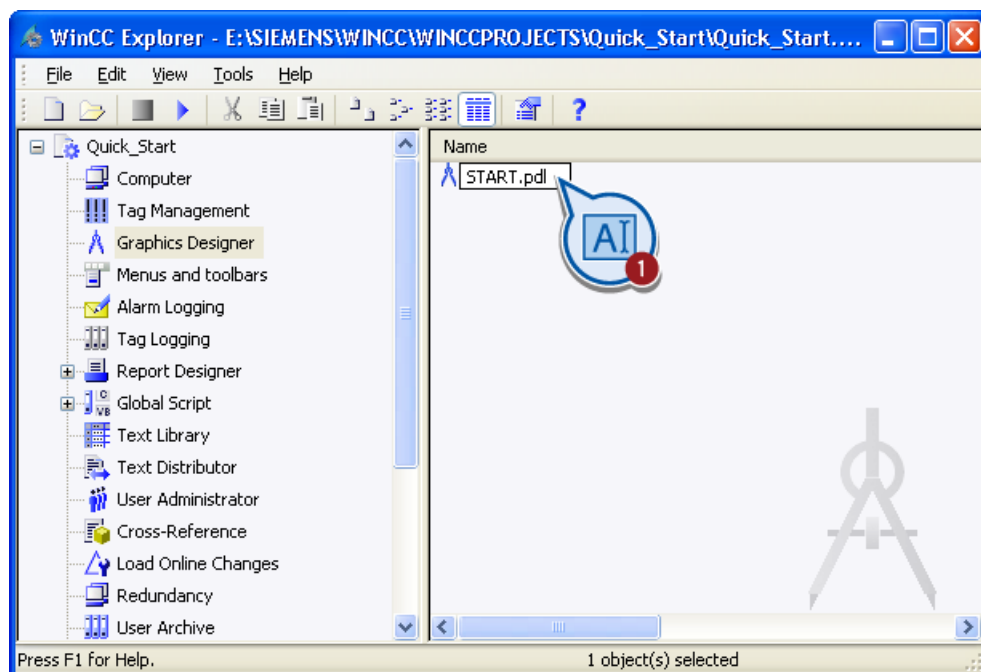 WinCC Explorer - E:\SIEMENS\WINCC\WINCCPROJECTS\Quick_Start\Quick_Start....
File Edit View Tools Help
Quick_Start
Computer
Tag Management
Graphics Designer
Menus and toolbars
Alarm Logging
Tag Logging
Report Designer
Global Script
Text Library
Text Distributor
User Administrator
Cross-Reference
Load Online Changes
Redundancy
User Archive
Name
START.pdl
A
1
Press F1 for Help. 1 object(s) selected